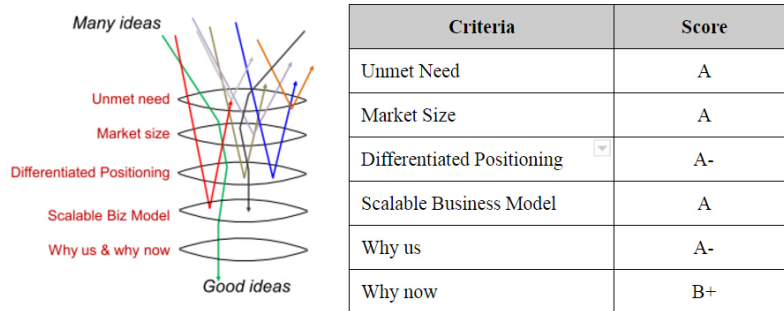 Many ideas
Unmet need
Market size
Differentiated Positioning
Scalable Biz Model
Why us & why now
Good ideas
Criteria Score
Unmet Need A
Market Size A
Differentiated Positioning A-
Scalable Business Model A
Why us A-
Why now B+